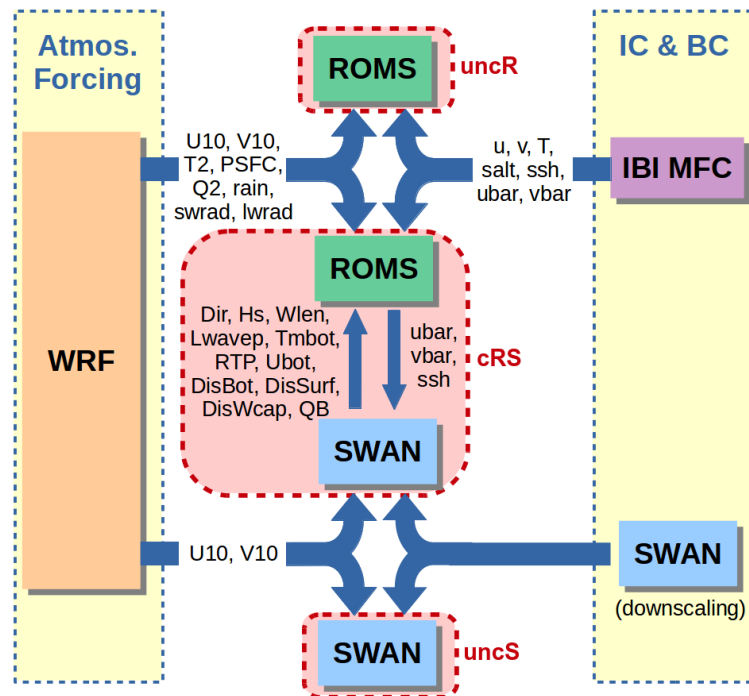 Atmos.
Forcing
WRF
ROMS
uncR
U10, V10,
T2, PSFC,
Q2, rain,
swrad, lwrad
u, v, T,
salt, ssh,
ubar, vbar
IC & BC
IBI MFC
ROMS
Dir, Hs, Wlen,
Lwavep, Tmbot,
RTP, Ubot,
DisBot, DisSurf,
DisWcap, QB
ubar,
vbar,
ssh
cRS
SWAN
U10, V10
SWAN
(downscaling)
SWAN
uncS